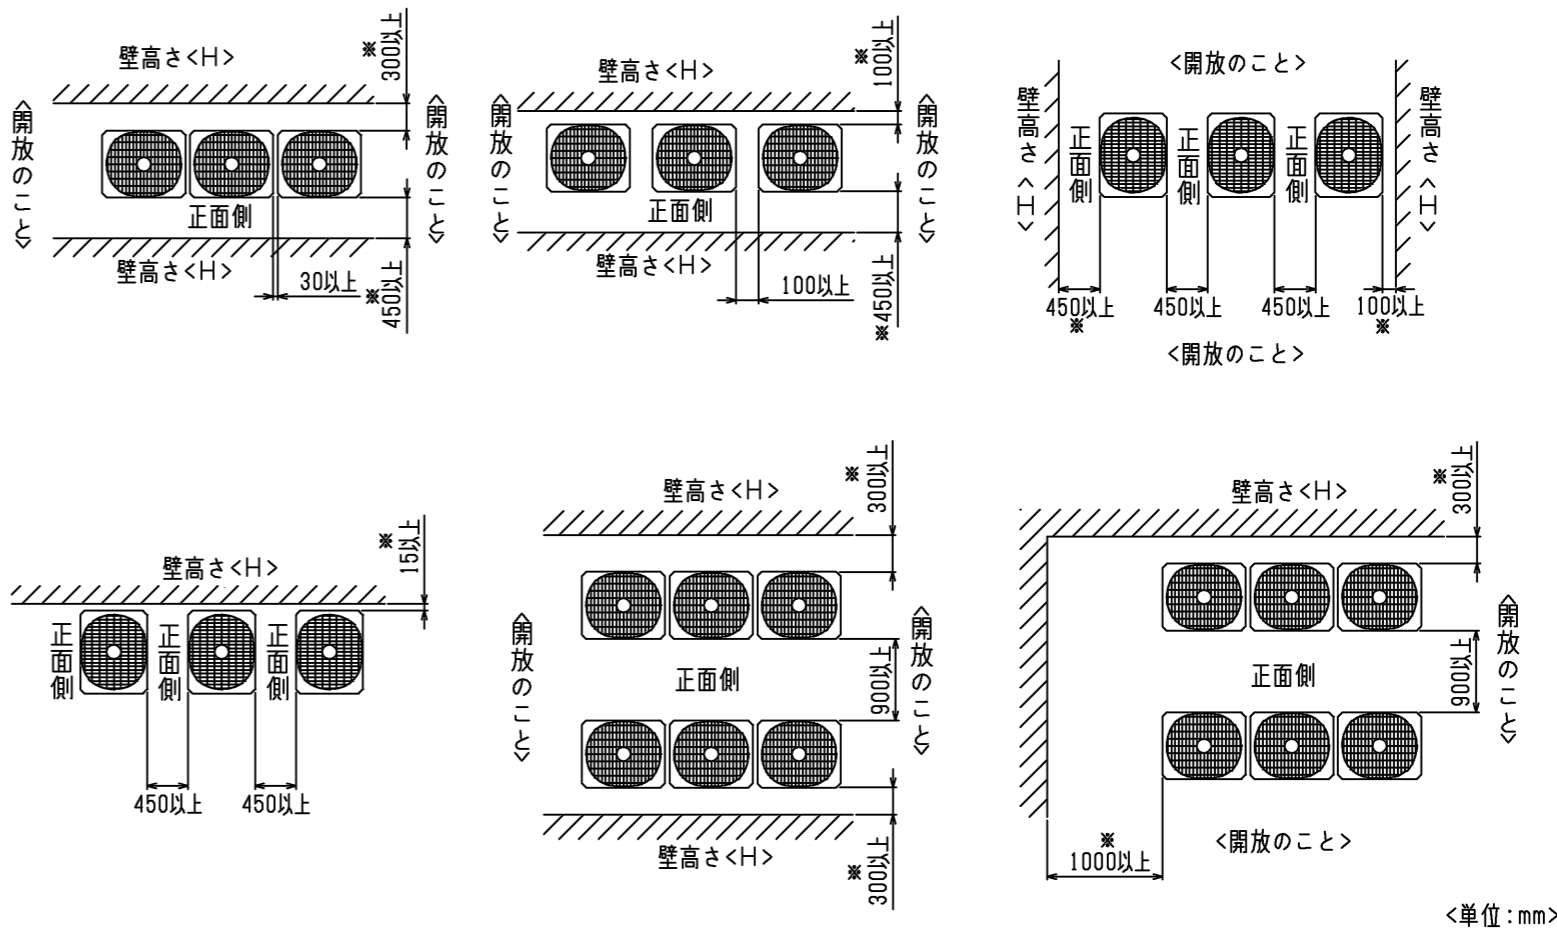 壁高さ<H>
※
300以上
<開放のこと>
<開放のこと>
正面側
壁高さ<H>
30以上
※
450以上
壁高さ<H>
※
100以上
<開放のこと>
<開放のこと>
正面側
壁高さ<H>
100以上
※450以上
<開放のこと>
壁高さ<H>
壁高さ<H>
正面側
正面側
正面側
450以上
※
450以上
450以上
100以上
※
<開放のこと>
壁高さ<H>
※
15以上
正面側
正面側
正面側
450以上
450以上
壁高さ<H>
※
300以上
<開放のこと>
<開放のこと>
正面側
900以上
壁高さ<H>
※
300以上
壁高さ<H>
※
300以上
<開放のこと>
正面側
900以上
※
1000以上
<開放のこと>
<単位:mm>